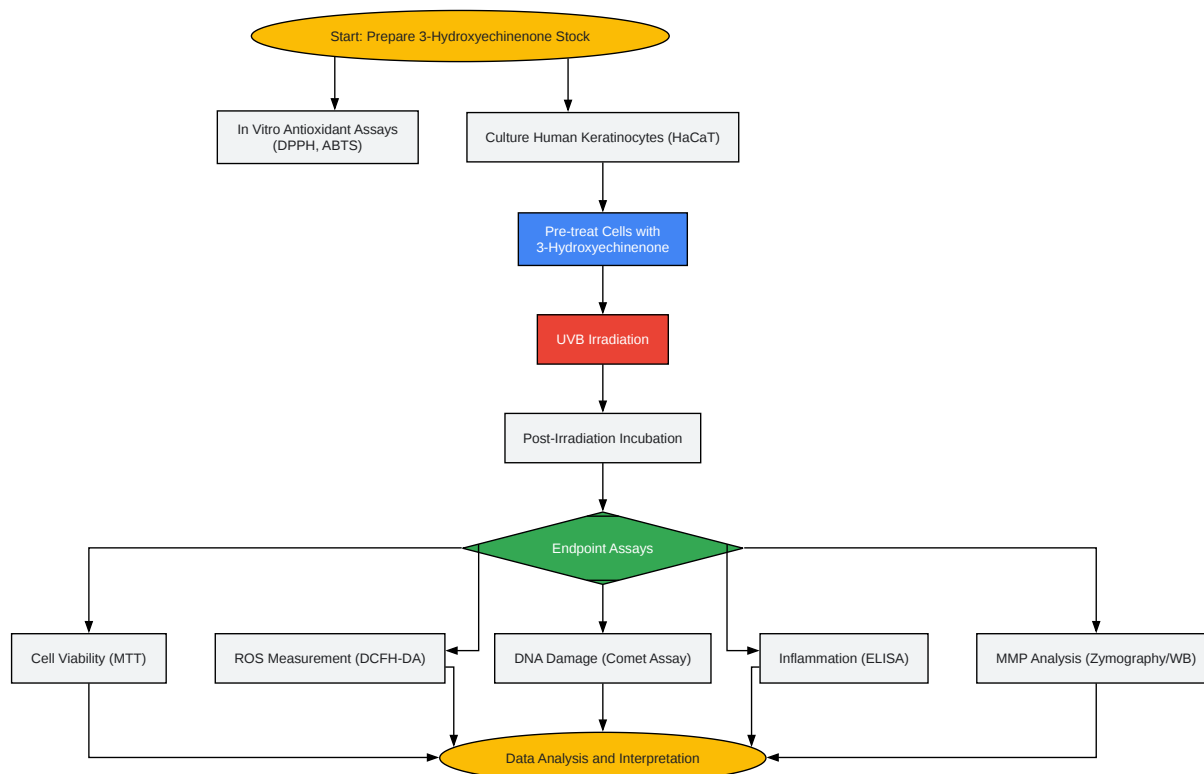 Start: Prepare 3-Hydroxyechinenone Stock
In Vitro Antioxidant Assays
(DPPH, ABTS)
Culture Human Keratinocytes (HaCaT)
Pre-treat Cells with
3-Hydroxyechinenone
UVB Irradiation
Post-Irradiation Incubation
Endpoint Assays
Cell Viability (MTT)
ROS Measurement (DCFH-DA)
DNA Damage (Comet Assay)
Inflammation (ELISA)
MMP Analysis (Zymography/WB)
Data Analysis and Interpretation